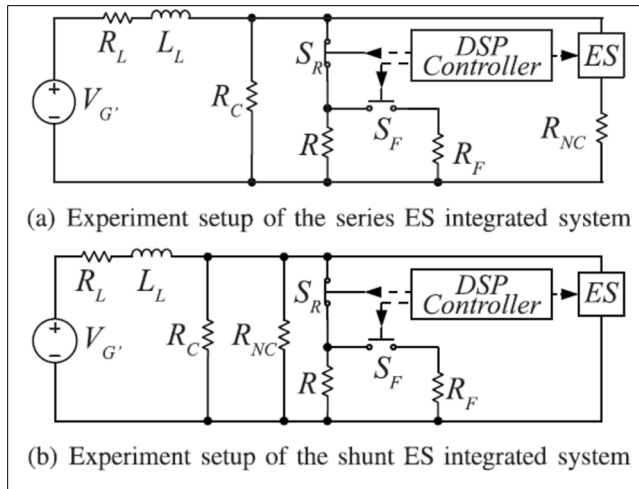 R_L L_L
V_G'
R_C
S_R
DSP
Controller
ES
S_F
R
R_F
R_NC
(a) Experiment setup of the series ES integrated system
R_L L_L
V_G'
R_C
R_NC
S_R
DSP
Controller
ES
S_F
R
R_F
(b) Experiment setup of the shunt ES integrated system